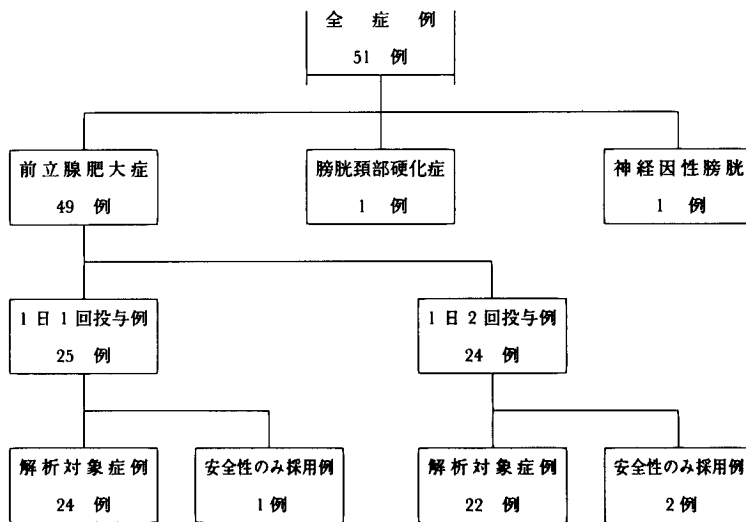 全症例
51 例
前立腺肥大症
49 例
膀胱頚部硬化症
1 例
神経因性膀胱
1 例
1日1回投与例
25 例
1日2回投与例
24 例
解析対象症例
24 例
安全性のみ採用例
1例
解析対象症例
22 例
安全性のみ採用例
2例